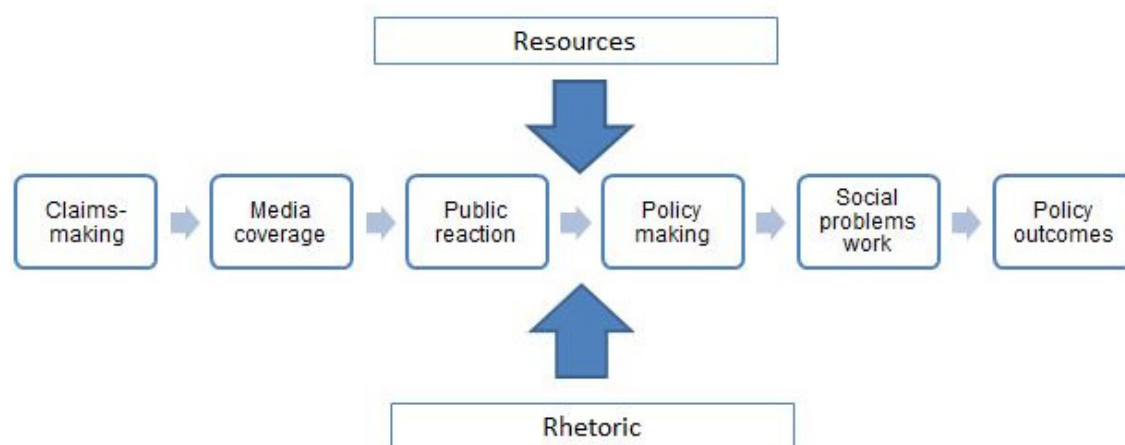 Resources
Claims-
making
Media
coverage
Public
reaction
Policy
making
Social
problems
work
Policy
outcomes
Rhetoric